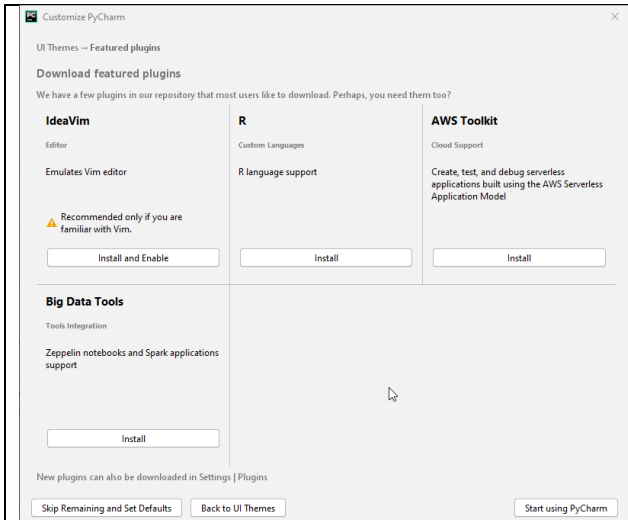 PC Customize PyCharm
UI Themes → Featured plugins
Download featured plugins
We have a few plugins in our repository that most users like to download. Perhaps, you need them too?
IdeaVim
Editor
Emulates Vim editor
Recommended only if you are
familiar with Vim.
Install and Enable
R
Custom Languages
R language support
Install
AWS Toolkit
Cloud Support
Create, test, and debug serverless
applications built using the AWS Serverless
Application Model
Install
Big Data Tools
Tools Integration
Zeppelin notebooks and Spark applications
support
Install
New plugins can also be downloaded in Settings | Plugins
Skip Remaining and Set Defaults
Back to UI Themes
Start using PyCharm